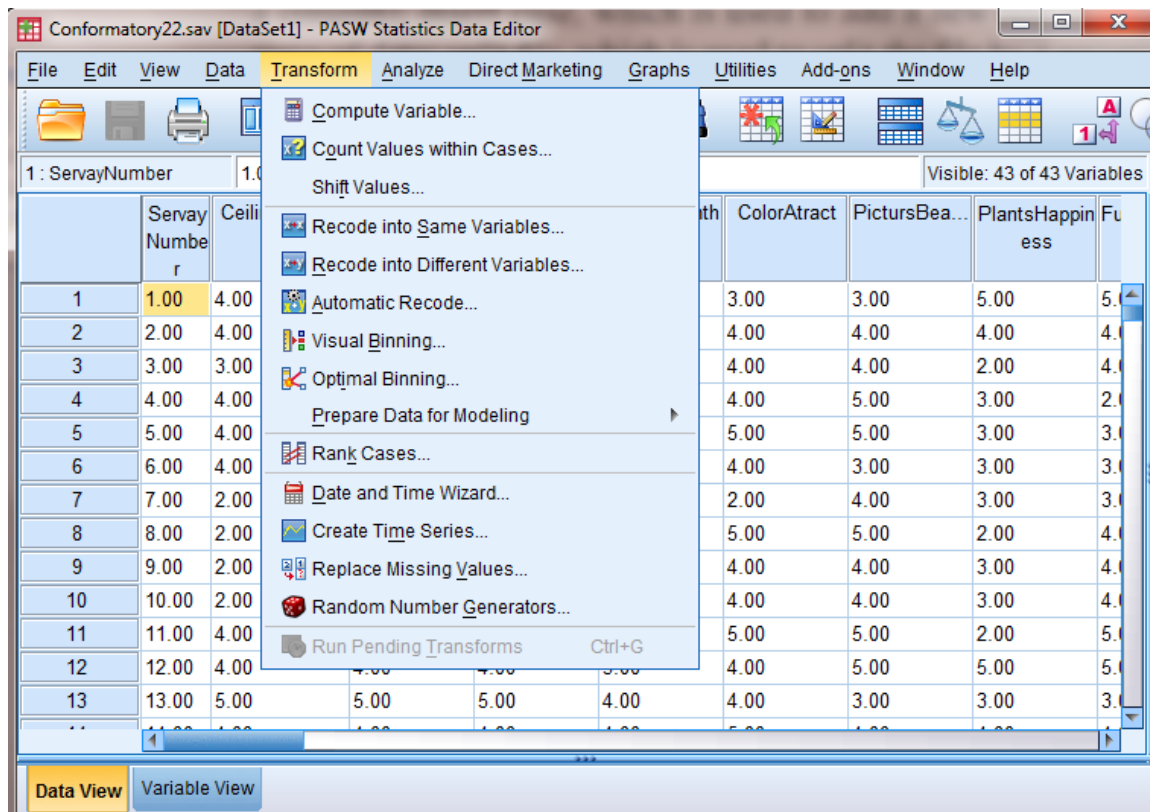 Conformatory22.sav [DataSet1] - PASW Statistics Data Editor
File Edit View Data Transform Analyze Direct Marketing Graphs Utilities Add-ons Window Help
Compute Variable...
Count Values within Cases...
Shift Values...
Recode into Same Variables...
Recode into Different Variables...
Automatic Recode...
Visual Binning...
Optimal Binning...
Prepare Data for Modeling
Rank Cases...
Date and Time Wizard...
Create Time Series...
Replace Missing Values...
Random Number Generators...
Run Pending Transforms Ctrl+G
A
1
1 : ServayNumber Visible: 43 of 43 Variables
Servay ColorAtract PictursBea... PlantsHappin
Numbe ess
r
1 1.00 4.00 3.00 3.00 5.00
2 2.00 4.00 4.00 4.00 4.00
3 3.00 3.00 4.00 4.00 2.00
4 4.00 4.00 4.00 5.00 3.00
5 5.00 4.00 5.00 5.00 3.00
6 6.00 4.00 4.00 3.00 3.00
7 7.00 2.00 2.00 4.00 3.00
8 8.00 2.00 5.00 5.00 2.00
9 9.00 2.00 4.00 4.00 3.00
10 10.00 2.00 4.00 4.00 3.00
11 11.00 4.00 5.00 5.00 2.00
12 12.00 4.00 4.00 5.00 5.00
13 13.00 5.00 5.00 5.00 4.00 4.00 3.00 3.00
Data View Variable View